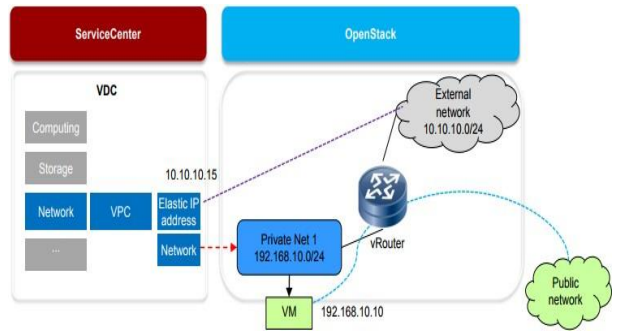 ServiceCenter
OpenStack
VDC
Computing
Storage
Network
VPC
Elastic IP
address
Network
...
10.10.10.15
External
network
10.10.10.0/24
vRouter
Private Net 1
192.168.10.0/24
VM
192.168.10.10
Public
network